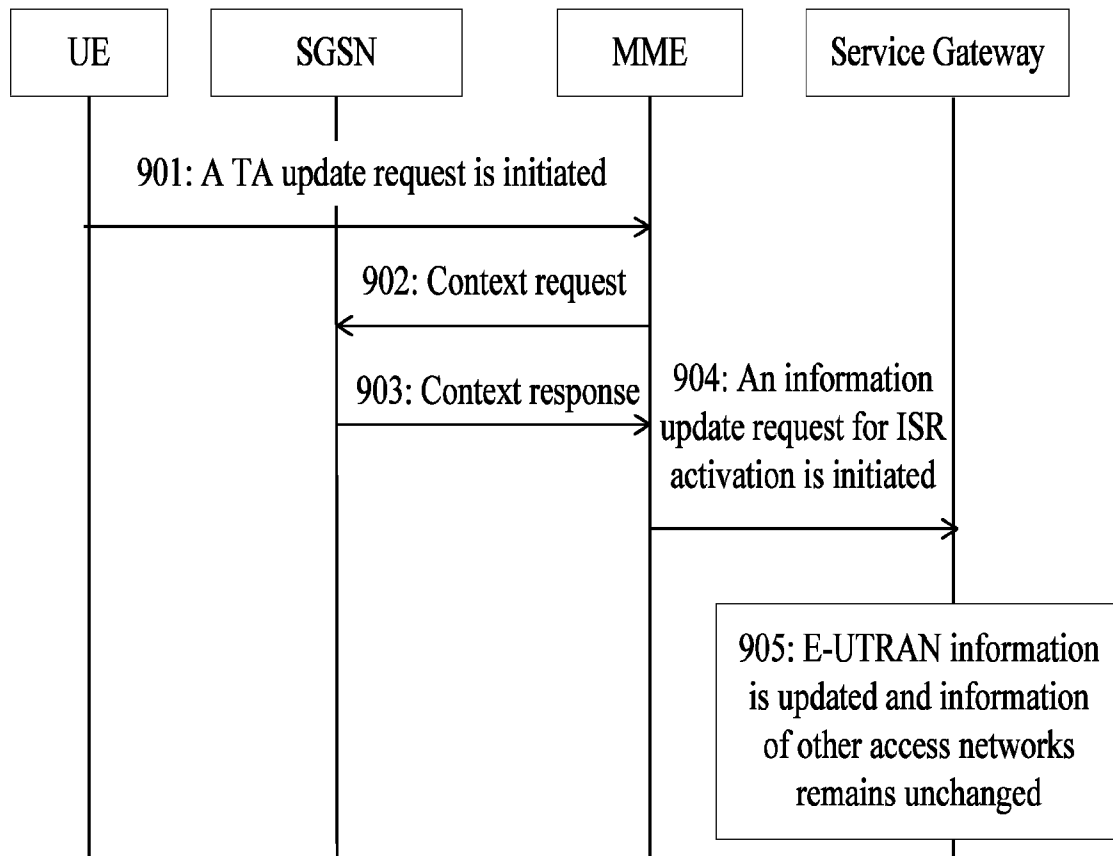 UE
SGSN
MME
Service Gateway
901: A TA update request is initiated
902: Context request
903: Context response
904: An information
update request for ISR
activation is initiated
905: E-UTRAN information
is updated and information
of other access networks
remains unchanged